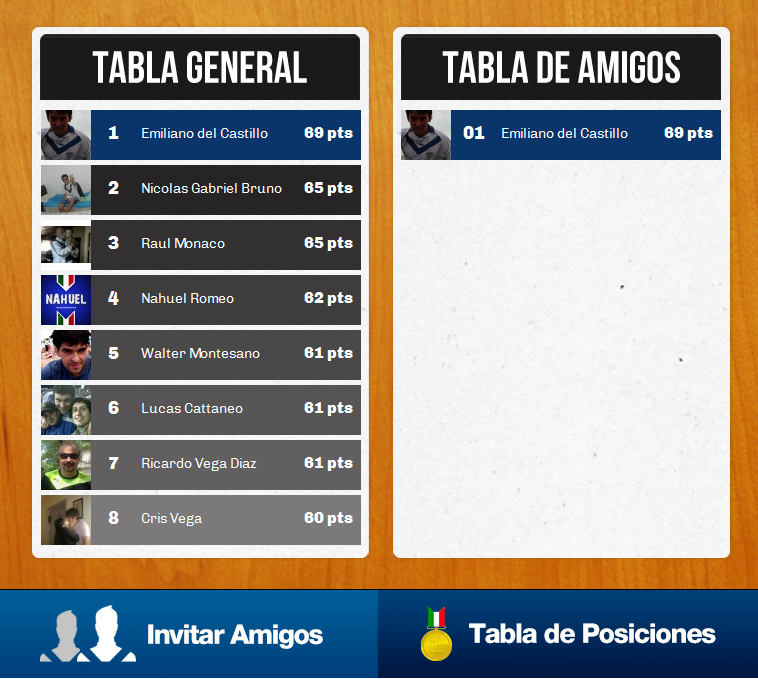 TABLA GENERAL
1 Emiliano del Castillo 69 pts
2 Nicolas Gabriel Bruno 65 pts
3 Raul Monaco 65 pts
NAHUEL
4 Nahuel Romeo 62 pts
5 Walter Montesano 61 pts
6 Lucas Cattaneo 61 pts
7 Ricardo Vega Diaz 61 pts
8 Cris Vega 60 pts
TABLA DE AMIGOS
01 Emiliano del Castillo 69 pts
Invitar Amigos
Tabla de Posiciones